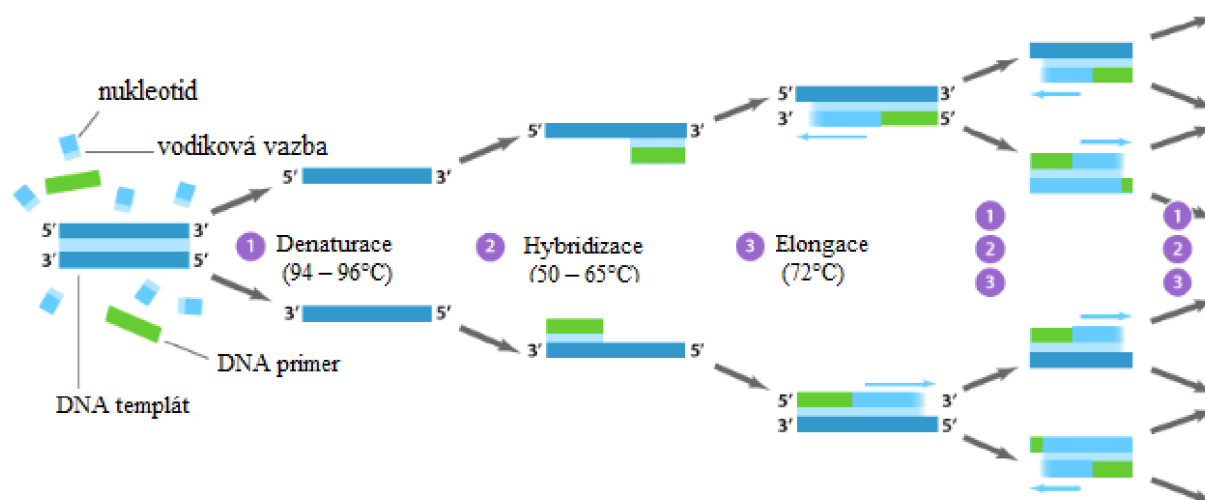 nukleotid
vodíková vazba
5′ 3′
3′ 5′
DNA primer
DNA templát
5′ 3′
1 Denaturace
(94 – 96°C)
3′ 5′
5′ 3′
2 Hybridizace
(50 – 65°C)
3′ 5′
5′ 3′
3′ 5′
3 Elongace
(72°C)
5′ 3′
3′ 5′
1
2
3
1
2
3